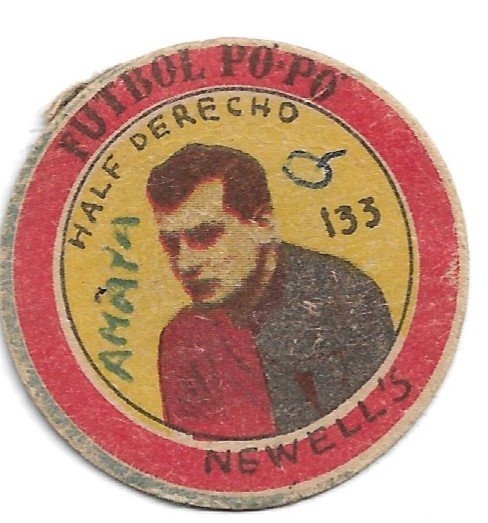 FUTBOL PO-PO
HALF DERECHO
133
AMAYA
NEWELL'S